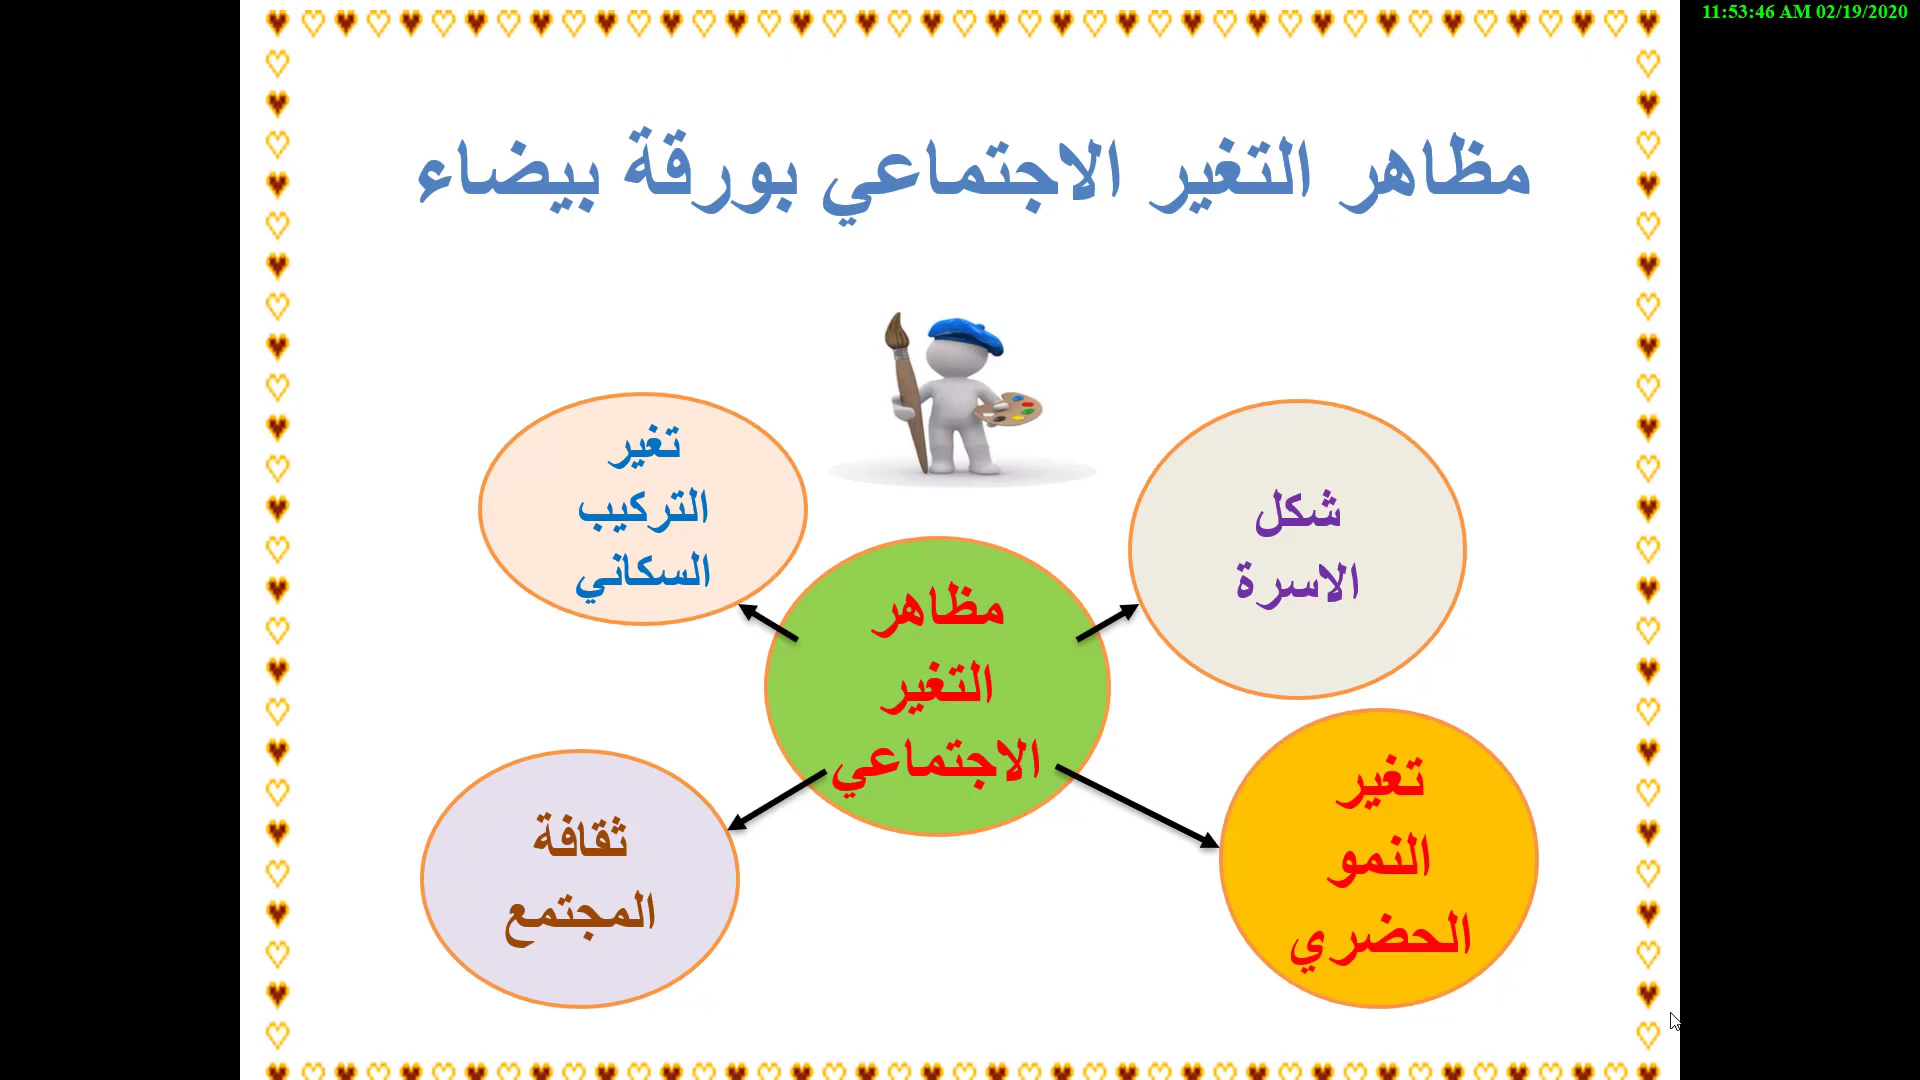 11:53:46 AM 02/19/2020
مظاهر التغير الاجتماعي بورقة بيضاء
شكل
الاسرة
تغير
التركيب
السكاني
مظاهر
التغير
الاجتماعي
تغير
النمو
الحضري
ثقافة
المجتمع